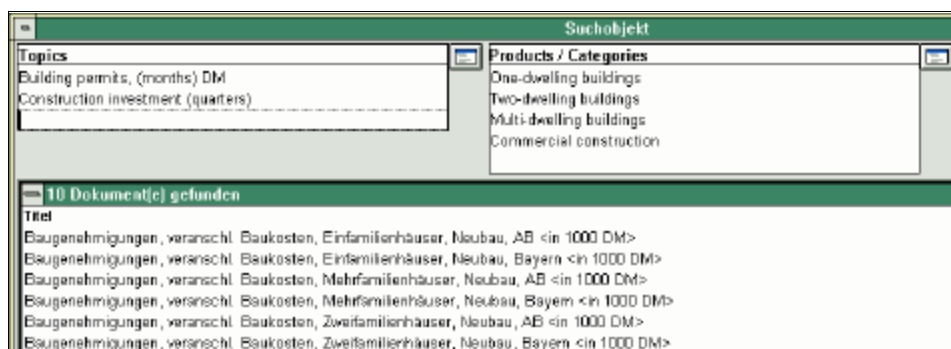 Suchobjekt
Topics
Building permits, (months) DM
Construction investment (quarters)
Products / Categories
One-dwelling buildings
Two-dwelling buildings
Multi-dwelling buildings
Commercial construction
10 Dokument(e) gefunden
Titel
Baugenehmigungen, veranschl. Baukosten, Einfamilienhäuser, Neubau, AB <in 1000 DM>
Baugenehmigungen, veranschl. Baukosten, Einfamilienhäuser, Neubau, Bayern <in 1000 DM>
Baugenehmigungen, veranschl. Baukosten, Mehrfamilienhäuser, Neubau, AB <in 1000 DM>
Baugenehmigungen, veranschl. Baukosten, Mehrfamilienhäuser, Neubau, Bayern <in 1000 DM>
Baugenehmigungen, veranschl. Baukosten, Zweifamilienhäuser, Neubau, AB <in 1000 DM>
Baugenehmigungen, veranschl. Baukosten, Zweifamilienhäuser, Neubau, Bayern <in 1000 DM>